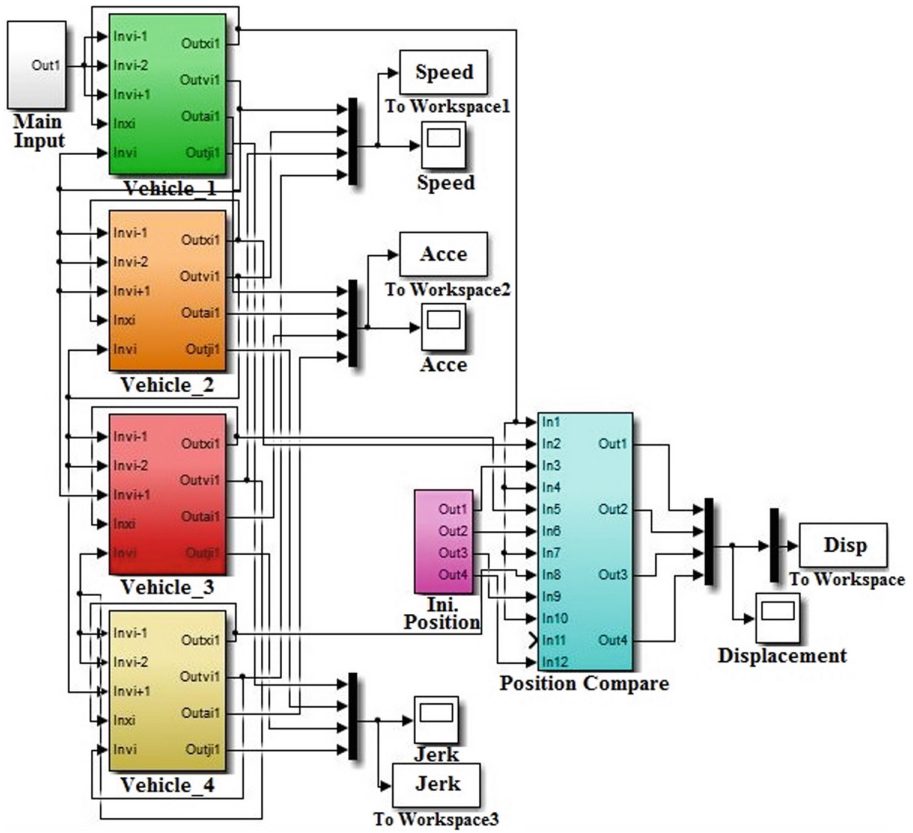 Out1
Main
Input
Invi-1
Invi-2
Invi+1
Inxi
Invi
Outxi1
Outvi1
Outai1
Outji1
Vehicle_1
Invi-1
Invi-2
Invi+1
Inxi
Invi
Outxi1
Outvi1
Outai1
Outji1
Vehicle_2
Invi-1
Invi-2
Invi+1
Inxi
Invi
Outxi1
Outvi1
Outai1
Outji1
Vehicle_3
Invi-1
Invi-2
Invi+1
Inxi
Invi
Outxi1
Outvi1
Outai1
Outji1
Vehicle_4
Speed
To Workspace1
Speed
Acce
To Workspace2
Acce
Out1
Out2
Out3
Out4
Ini.
Position
In1
In2
In3
In4
In5
In6
In7
In8
In9
In10
In11
In12
Out1
Out2
Out3
Out4
Position Compare
Disp
To Workspace
Displacement
Jerk
Jerk
To Workspace3